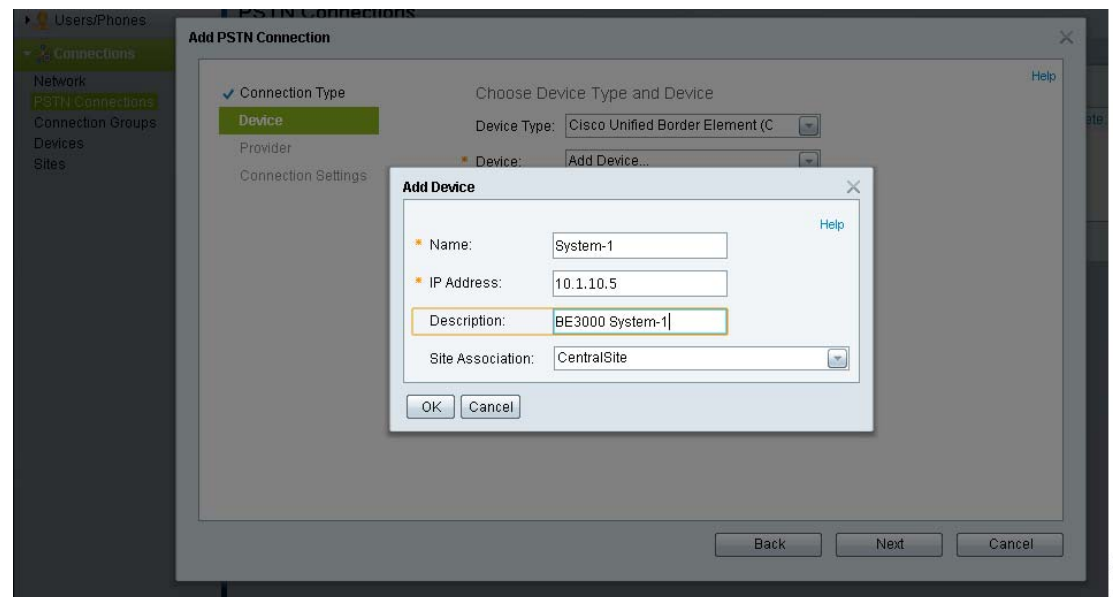 Users/Phones
PSTN Connections
Add PSTN Connection
Connections
Network
PSTN Connections
Connection Groups
Devices
Sites
Help
Connection Type
Device
Provider
Connection Settings
Choose Device Type and Device
Device Type: Cisco Unified Border Element (C
* Device: Add Device...
Add Device
Help
* Name: System-1
* IP Address: 10.1.10.5
Description: BE3000 System-1
Site Association: CentralSite
OK Cancel
Back Next Cancel